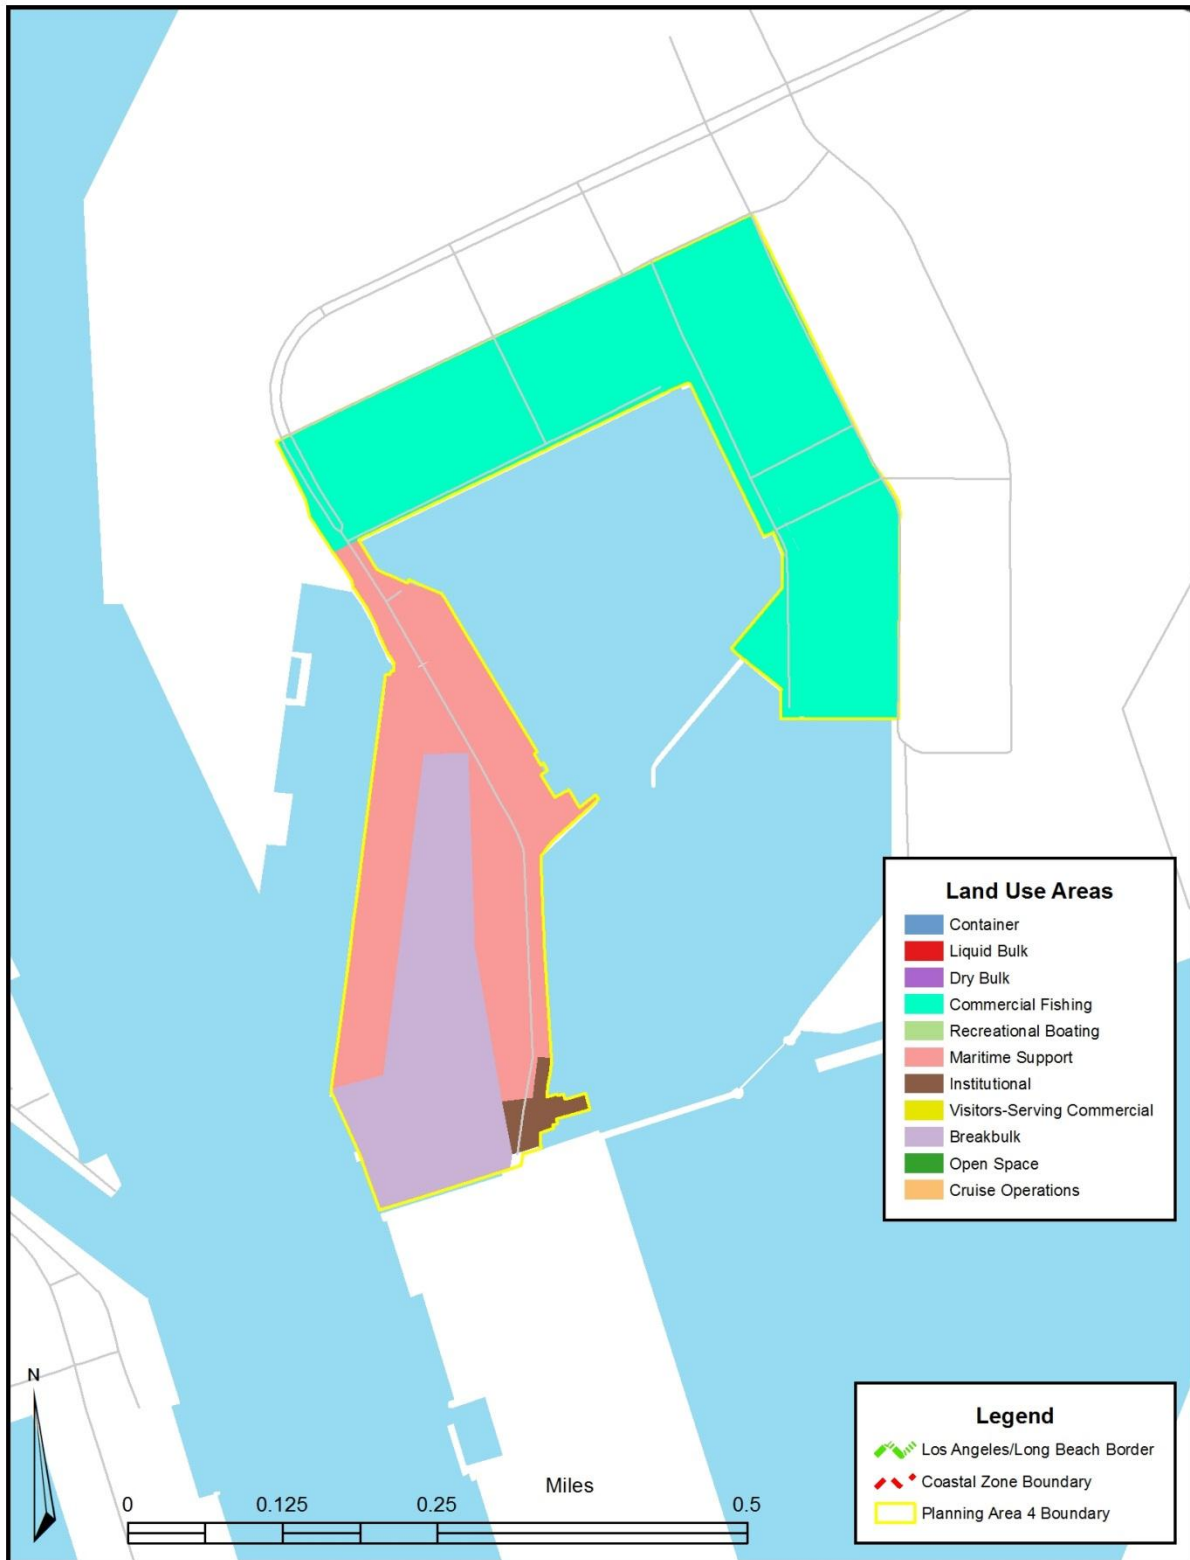 Land Use Areas
Container
Liquid Bulk
Dry Bulk
Commercial Fishing
Recreational Boating
Maritime Support
Institutional
Visitors-Serving Commercial
Breakbulk
Open Space
Cruise Operations
N
Miles
0 0.125 0.25 0.5
Legend
Los Angeles/Long Beach Border
Coastal Zone Boundary
Planning Area 4 Boundary